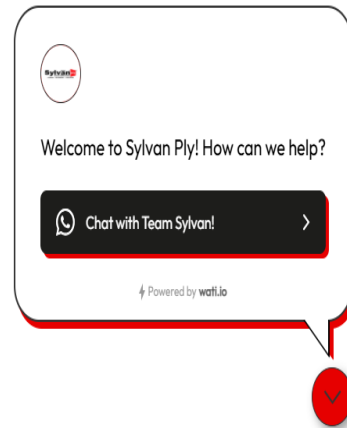 Sylvan
Welcome to Sylvan Ply! How can we help?
Chat with Team Sylvan!
Powered by wati.io